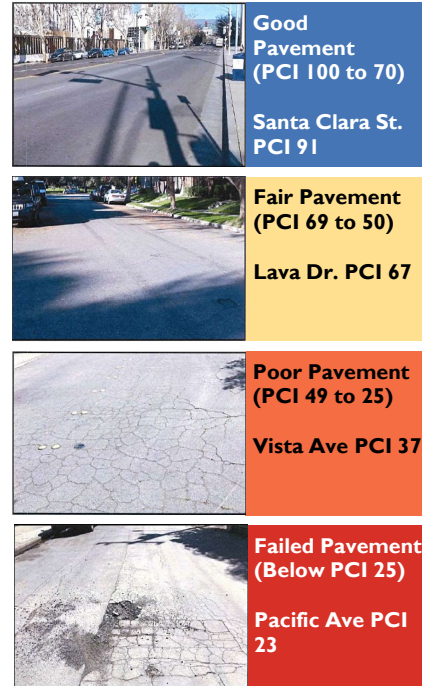 Good
Pavement
(PCI 100 to 70)
Santa Clara St.
PCI 91
Fair Pavement
(PCI 69 to 50)
Lava Dr. PCI 67
Poor Pavement
(PCI 49 to 25)
Vista Ave PCI 37
Failed Pavement
(Below PCI 25)
Pacific Ave PCI
23